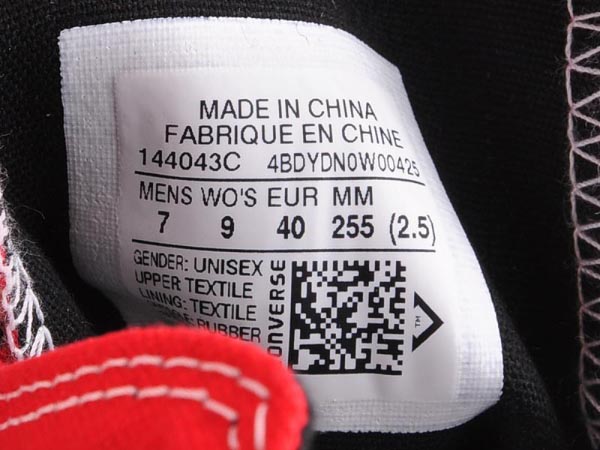 MADE IN CHINA
FABRIQUE EN CHINE
144043C 4BDYDN0W00425
MENS WO'S EUR MM
7 9 40 255 (2.5)
GENDER: UNISEX
UPPER TEXTILE
LINING: TEXTILE
RUBBER
CONVERSE
TM